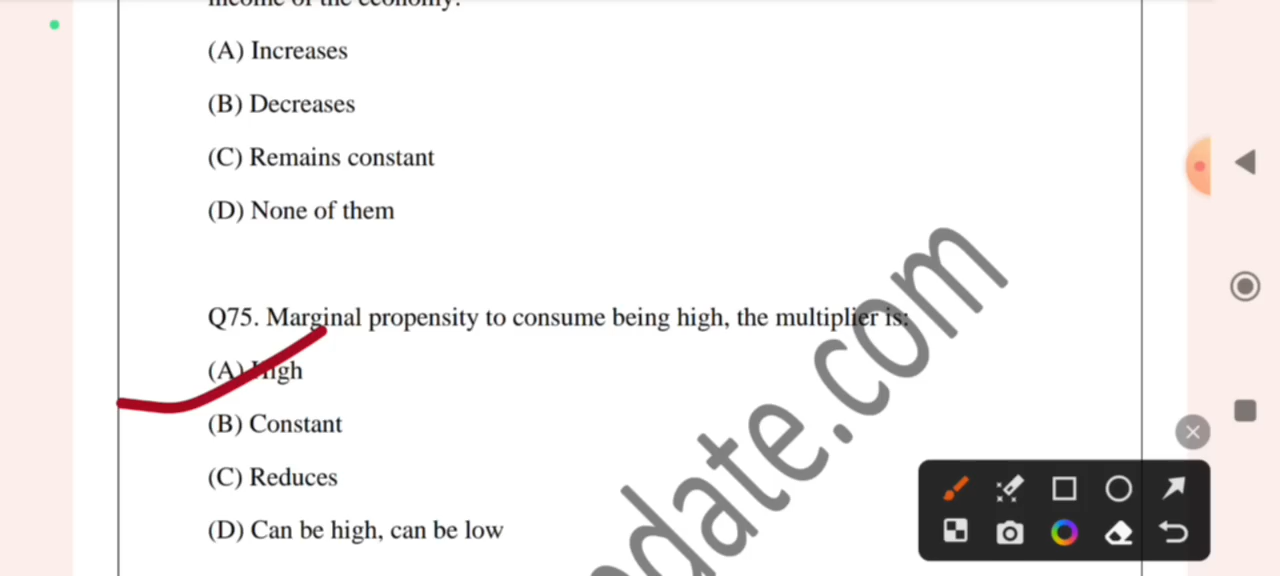 (A) Increases
(B) Decreases
(C) Remains constant
(D) None of them
Q75. Marginal propensity to consume being high, the multiplier is:
(A) High
(B) Constant
(C) Reduces
(D) Can be high, can be low
date.com